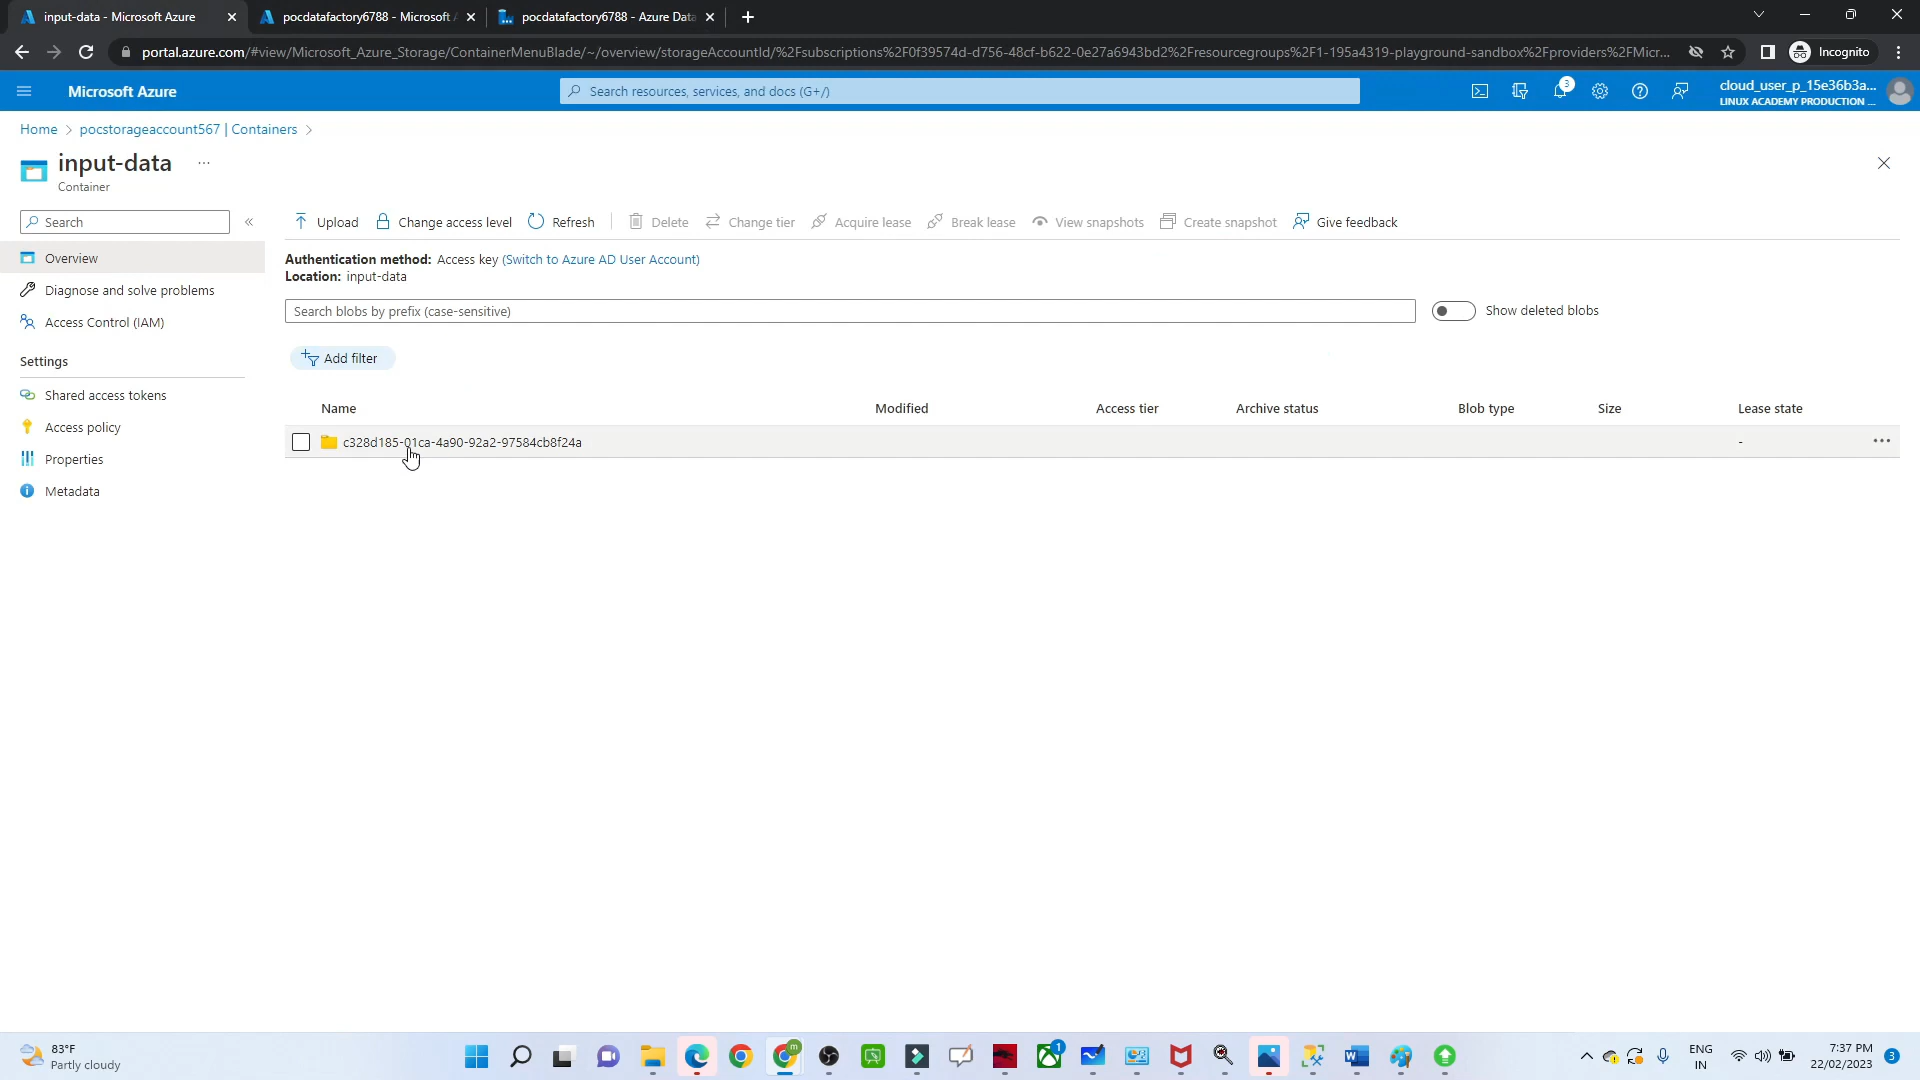 input-data - Microsoft Azure
pocdatafactory6788 - Microsoft A
pocdatafactory6788 - Azure Data
portal.azure.com/#view/Microsoft_Azure_Storage/ContainerMenuBlade/~/overview/storageAccountId/%2Fsubscriptions%2F0f39574d-d756-48cf-b622-0e27a6943bd2%2Fresourcegroups%2F1-195a4319-playground-sandbox%2Fproviders%2FMicr...
Incognito
Microsoft Azure
Search resources, services, and docs (G+/)
3
cloud_user_p_15e36b3a...
LINUX ACADEMY PRODUCTION ...
Home > pocstorageaccount567 | Containers >
input-data ...
Container
Search
«
Upload
Change access level
Refresh
Delete
Change tier
Acquire lease
Break lease
View snapshots
Create snapshot
Give feedback
Overview
Diagnose and solve problems
Access Control (IAM)
Settings
Shared access tokens
Access policy
Properties
Metadata
Authentication method: Access key (Switch to Azure AD User Account)
Location: input-data
Search blobs by prefix (case-sensitive)
Show deleted blobs
Add filter
Name Modified Access tier Archive status Blob type Size Lease state
c328d185-01ca-4a90-92a2-97584cb8f24a - ...
83°F
Partly cloudy
m
1
ENG
IN
7:37 PM
22/02/2023
3